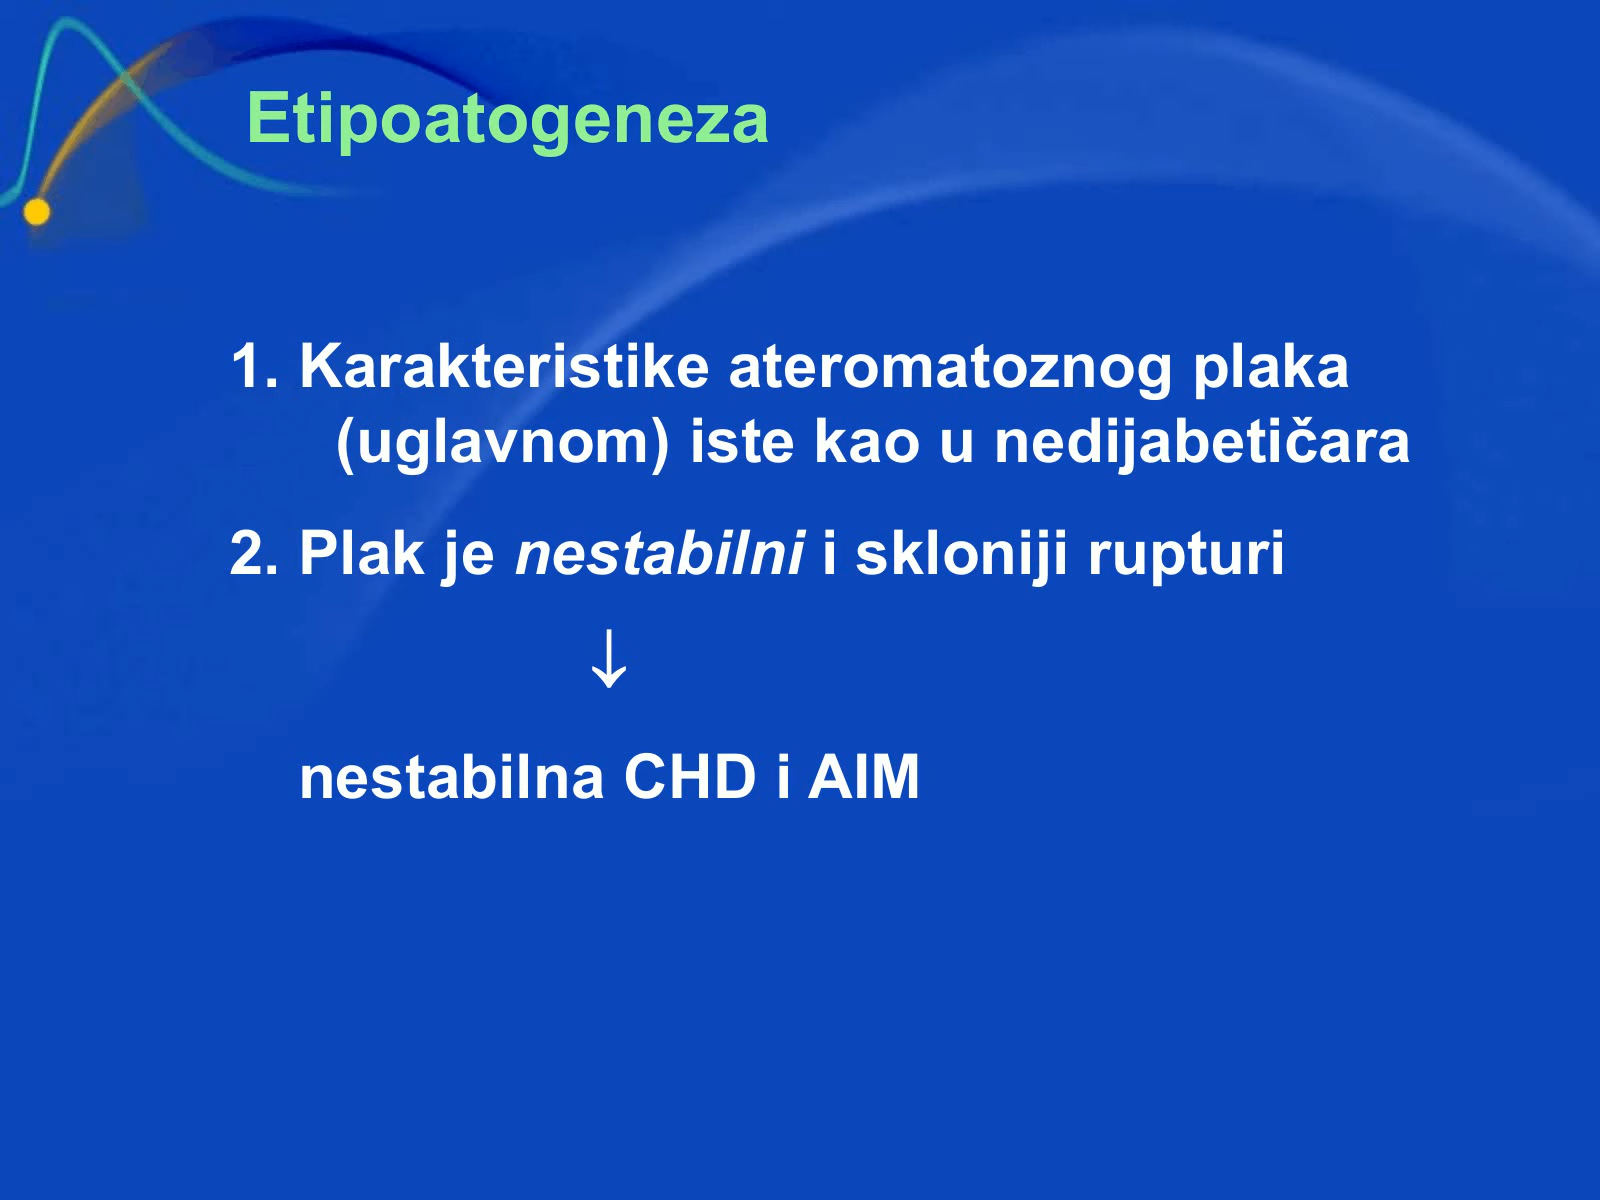 Etipoatogeneza
1. Karakteristike ateromatoznog plaka
(uglavnom) iste kao u nedijabetičara
2. Plak je nestabilni i skloniji rupturi
↓
nestabilna CHD i AIM